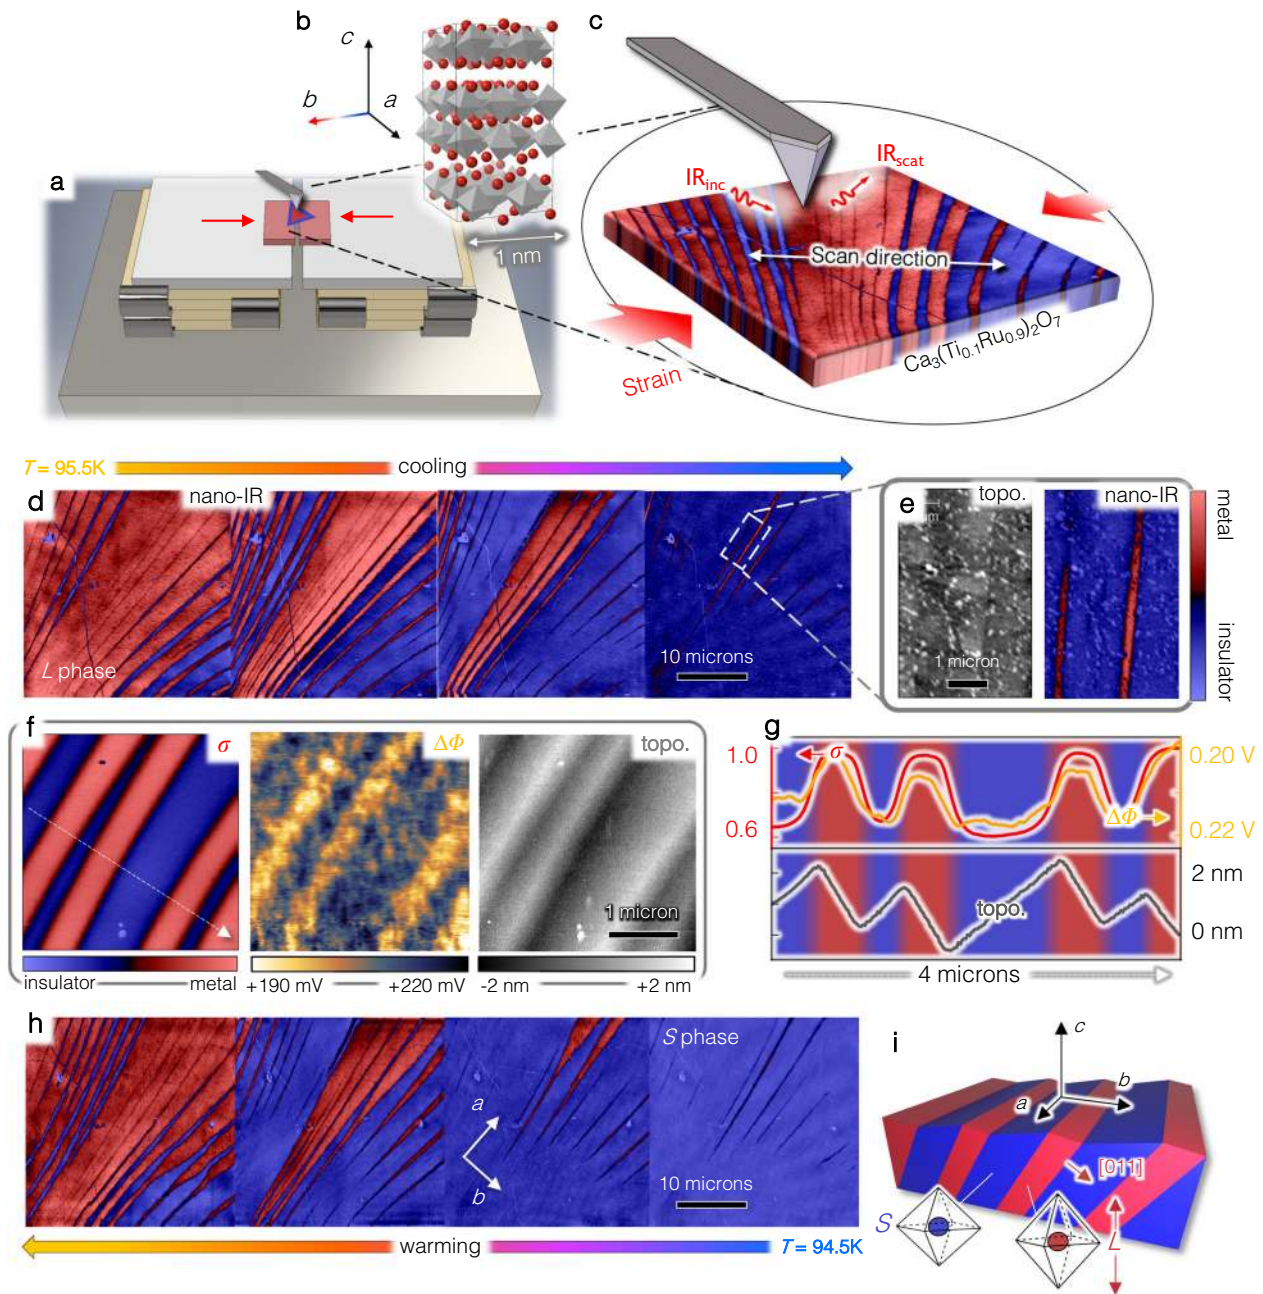 a
b
c
b
a
1 nm
c
IRinc
IRscat
Scan direction
Strain
Ca3(Ti0.1Ru0.9)2O7
T = 95.5K
cooling
d
nano-IR
L phase
10 microns
e
topo.
nano-IR
1 micron
metal
insulator
f
σ
ΔΦ
topo.
1 micron
insulator
metal
+190 mV
+220 mV
-2 nm
+2 nm
g
1.0
0.6
σ
ΔΦ
0.20 V
0.22 V
topo.
2 nm
0 nm
4 microns
h
S phase
a
b
10 microns
warming
T = 94.5K
i
c
b
a
[011]
S
L